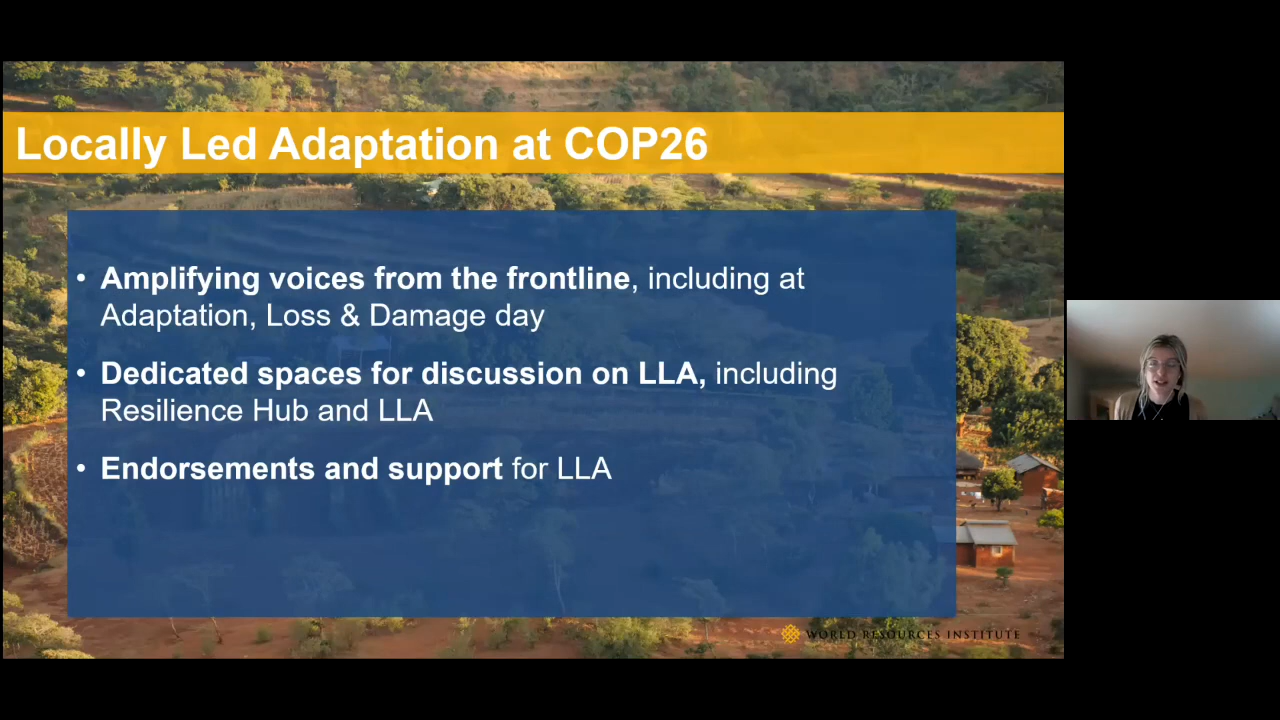 Locally Led Adaptation at COP26
• Amplifying voices from the frontline, including at
Adaptation, Loss & Damage day
• Dedicated spaces for discussion on LLA, including
Resilience Hub and LLA
• Endorsements and support for LLA
WORLD RESOURCES INSTITUTE